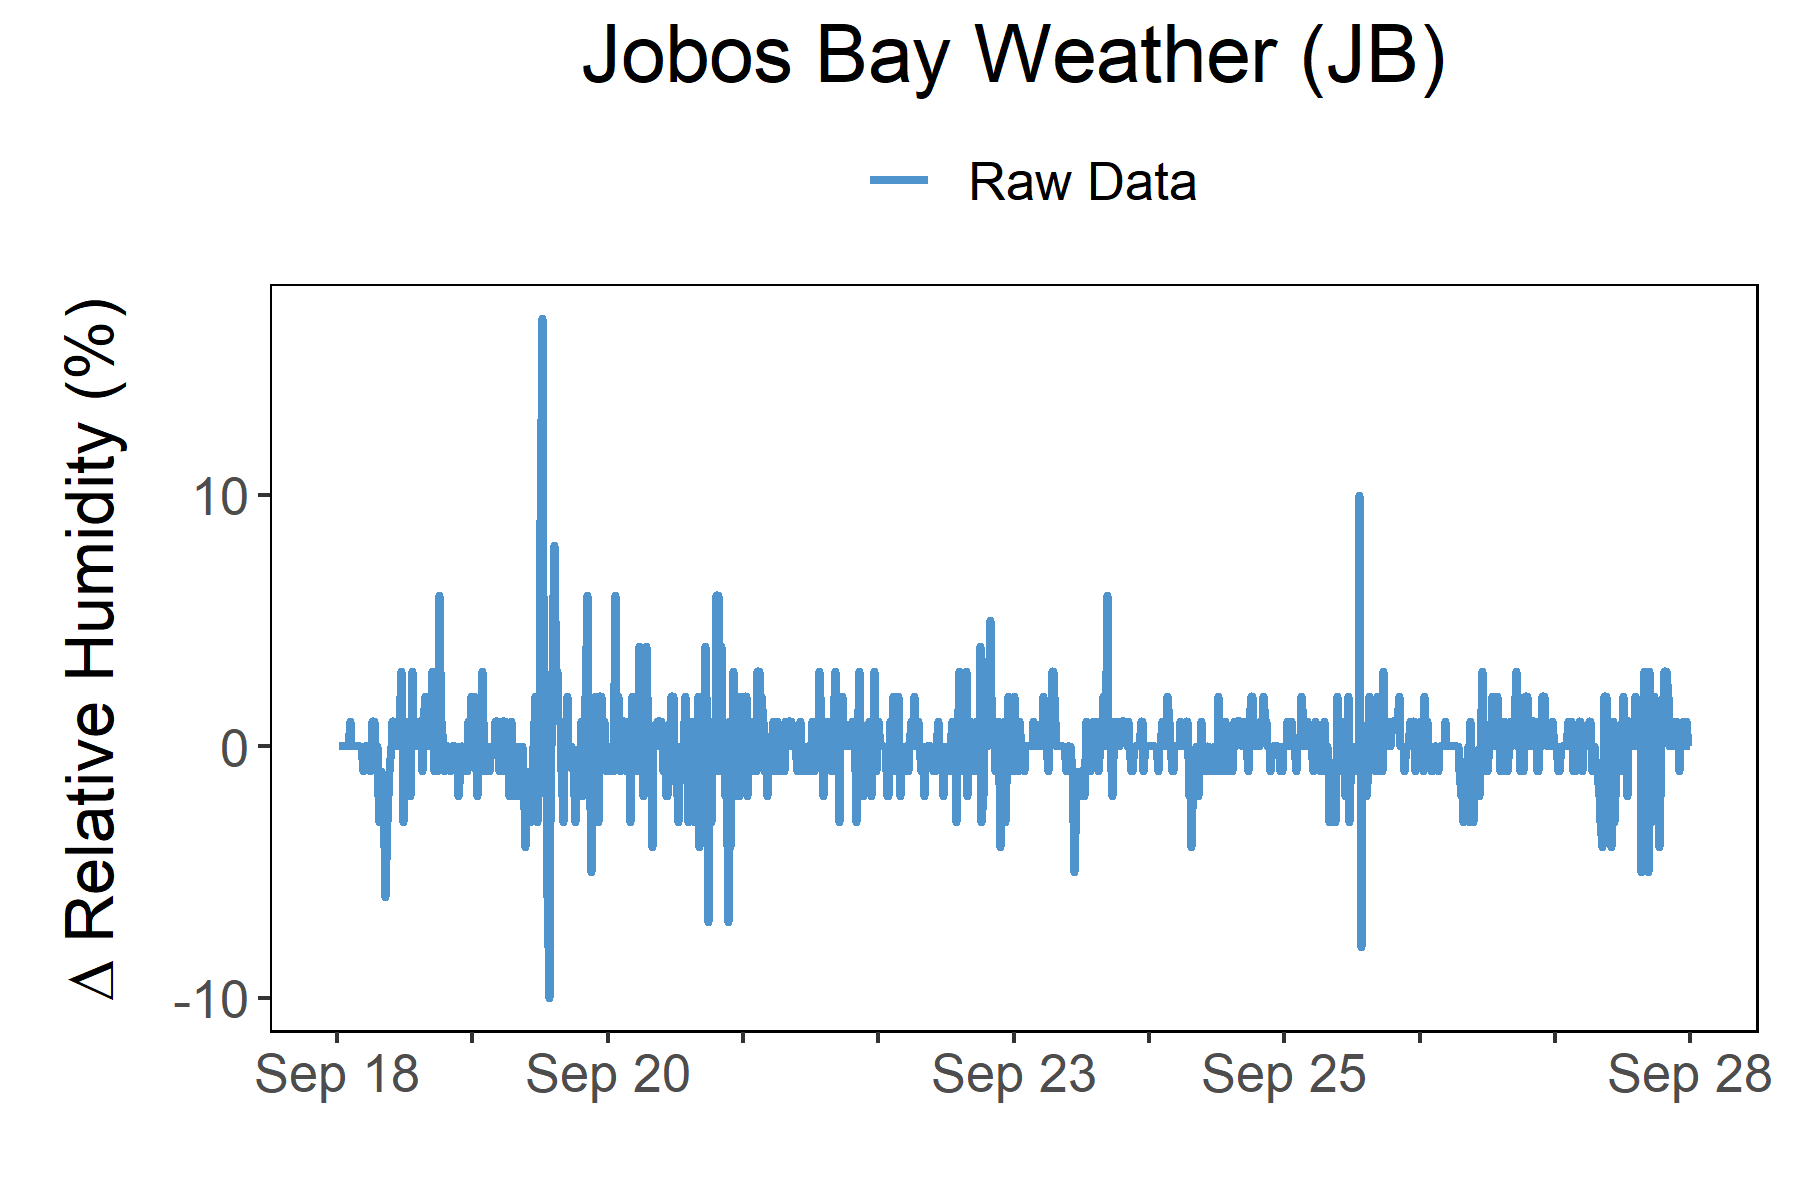 Jobos Bay Weather (JB)
Raw Data
Δ Relative Humidity (%)
10
0
-10
Sep 18
Sep 20
Sep 23
Sep 25
Sep 28